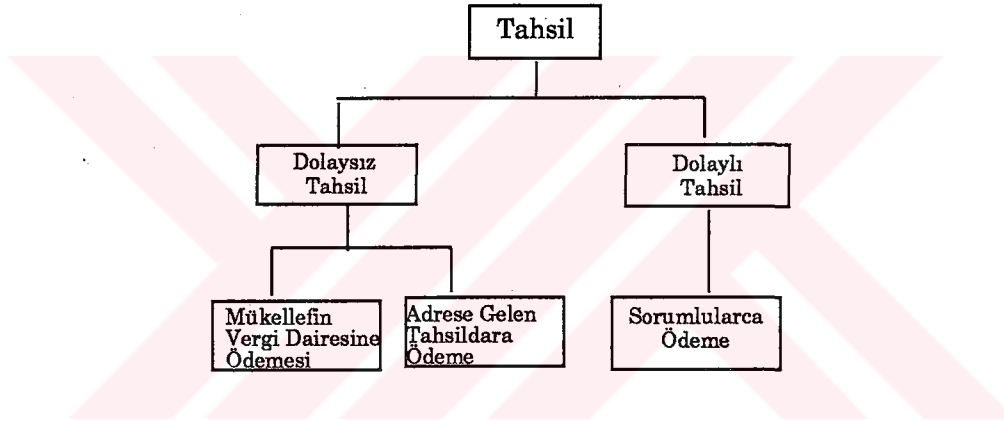 Tahsil
Dolaysız
Tahsil
Dolaylı
Tahsil
Mükellefin
Vergi Dairesine
Ödemesi
Adrese Gelen
Tahsildara
Ödeme
Sorumlularca
Ödeme